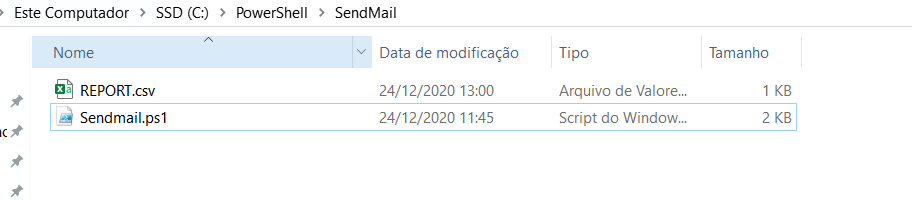 Este Computador > SSD (C:) > PowerShell > SendMail
Nome Data de modificação Tipo Tamanho
REPORT.csv 24/12/2020 13:00 Arquivo de Valore... 1 KB
Sendmail.ps1 24/12/2020 11:45 Script do Window... 2 KB